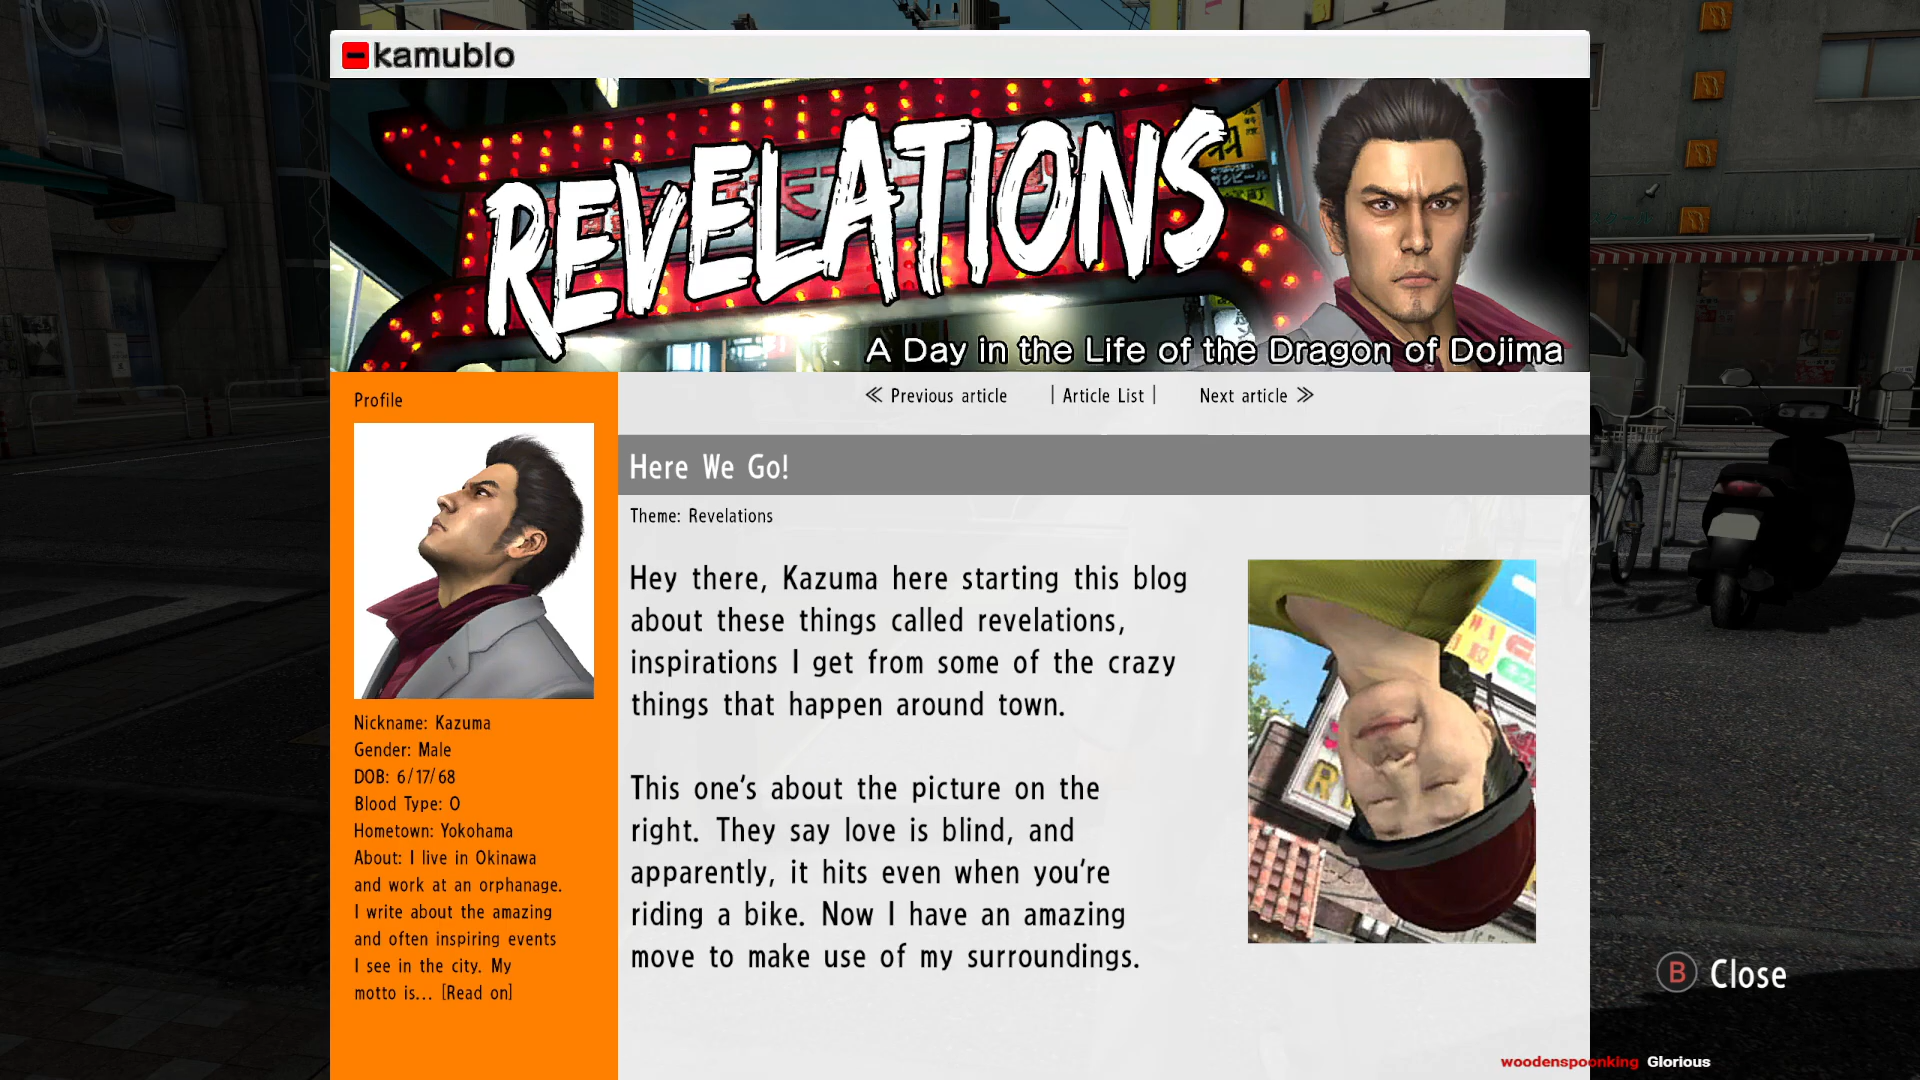 kamublo
REVELATIONS
A Day in the Life of the Dragon of Dojima
Profile
Nickname: Kazuma
Gender: Male
DOB: 6/17/68
Blood Type: O
Hometown: Yokohama
About: I live in Okinawa
and work at an orphanage.
I write about the amazing
and often inspiring events
I see in the city. My
motto is... [Read on]
≪ Previous article | Article List | Next article ≫
Here We Go!
Theme: Revelations
Hey there, Kazuma here starting this blog
about these things called revelations,
inspirations I get from some of the crazy
things that happen around town.
This one's about the picture on the
right. They say love is blind, and
apparently, it hits even when you're
riding a bike. Now I have an amazing
move to make use of my surroundings.
B Close
woodenspoonking Glorious